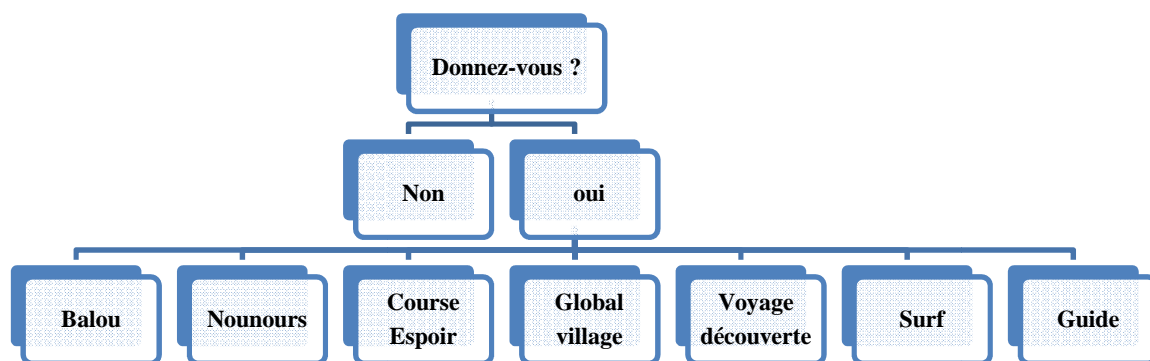 Donnez-vous ?
Non
oui
Balou
Nounours
Course
Espoir
Global
village
Voyage
découverte
Surf
Guide